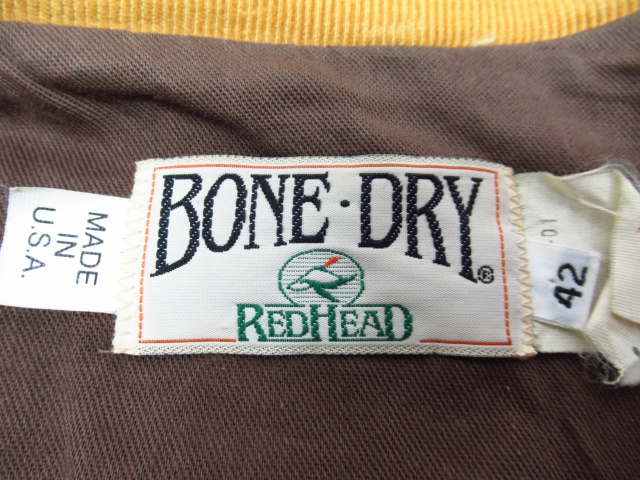 MADE
IN
U.S.A.
BONE·DRY®
REDHEAD
42